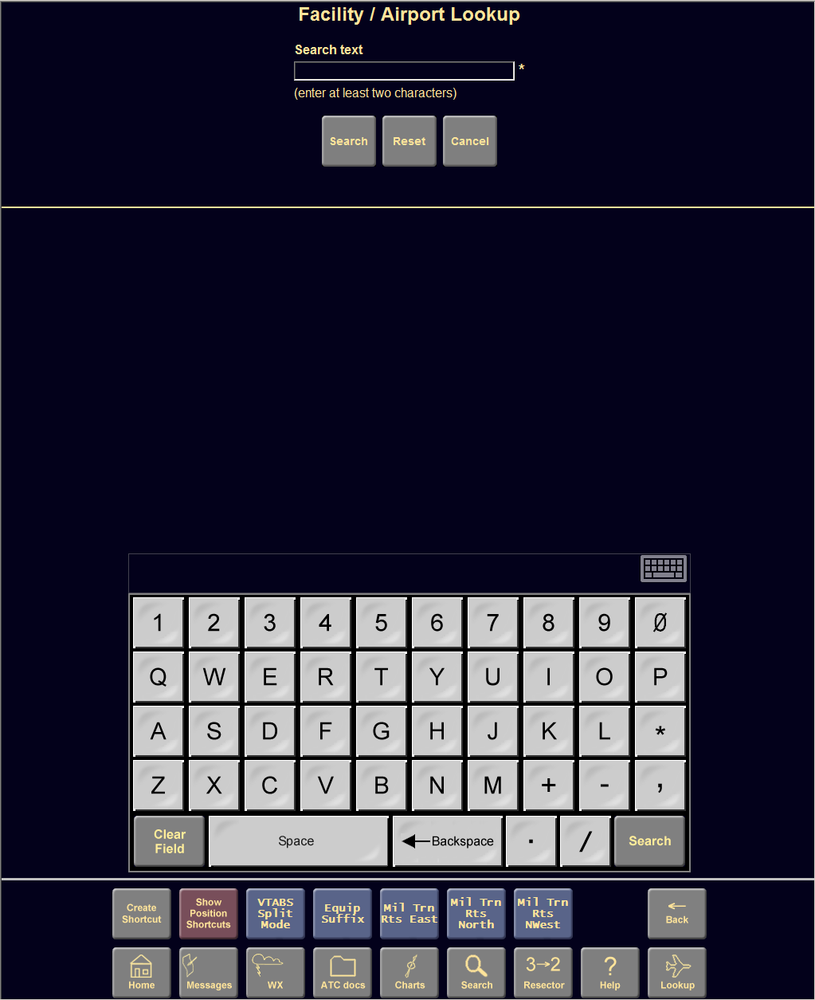 Facility / Airport Lookup
Search text
*
(enter at least two characters)
Search Reset Cancel
1 2 3 4 5 6 7 8 9 0
Q W E R T Y U I O P
A S D F G H J K L *
Z X C V B N M + - ,
Clear
Field
Space
Backspace
.
/
Search
Create
Shortcut
Show
Position
Shortcuts
VTABS
Split
Mode
Equip
Suffix
Mil Trn
Rts East
Mil Trn
Rts
North
Mil Trn
Rts
NWest
Back
Home
Messages
WX
ATC docs
Charts
Search
3→2
Resector
?
Help
Lookup